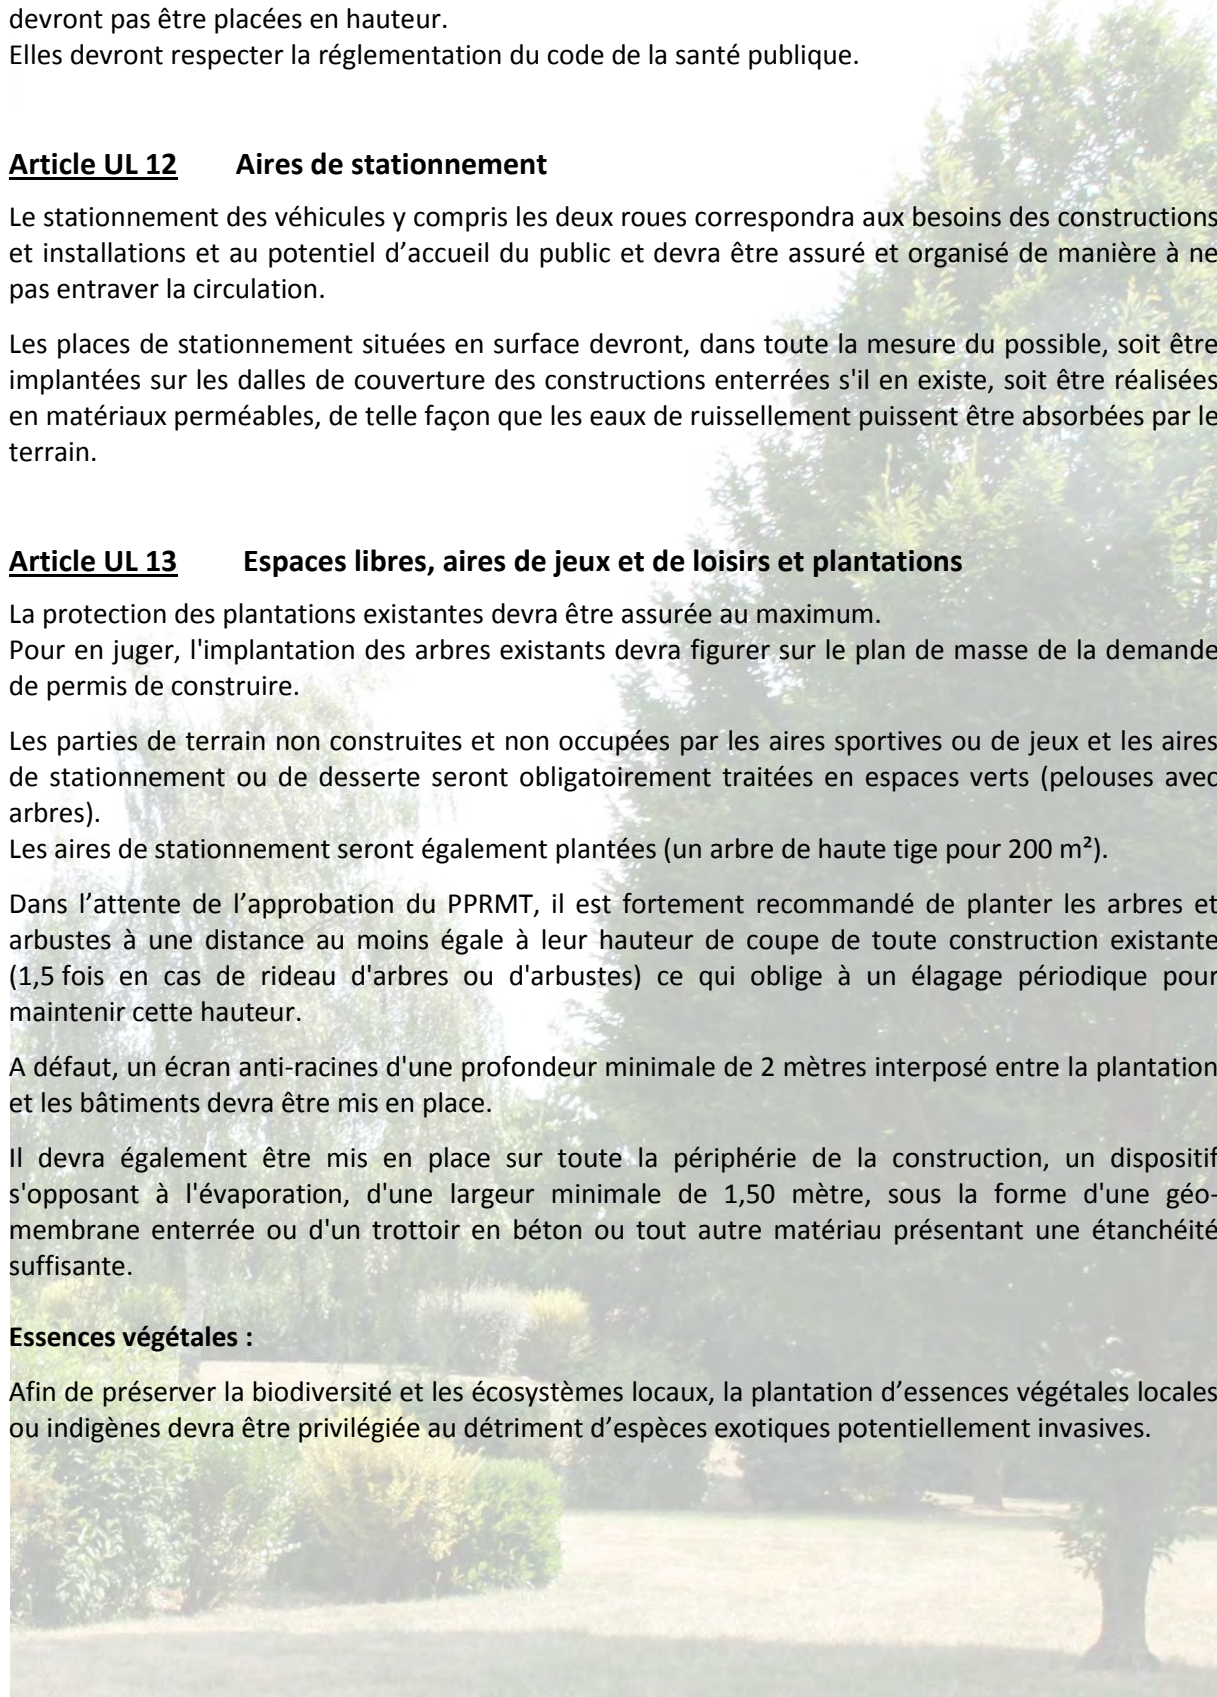 devront pas être placées en hauteur.
Elles devront respecter la réglementation du code de la santé publique.
Article UL 12 Aires de stationnement
Le stationnement des véhicules y compris les deux roues correspondra aux besoins des constructions
et installations et au potentiel d’accueil du public et devra être assuré et organisé de manière à ne
pas entraver la circulation.
Les places de stationnement situées en surface devront, dans toute la mesure du possible, soit être
implantées sur les dalles de couverture des constructions enterrées s'il en existe, soit être réalisées
en matériaux perméables, de telle façon que les eaux de ruissellement puissent être absorbées par le
terrain.
Article UL 13 Espaces libres, aires de jeux et de loisirs et plantations
La protection des plantations existantes devra être assurée au maximum.
Pour en juger, l'implantation des arbres existants devra figurer sur le plan de masse de la demande
de permis de construire.
Les parties de terrain non construites et non occupées par les aires sportives ou de jeux et les aires
de stationnement ou de desserte seront obligatoirement traitées en espaces verts (pelouses avec
arbres).
Les aires de stationnement seront également plantées (un arbre de haute tige pour 200 m²).
Dans l’attente de l’approbation du PPRMT, il est fortement recommandé de planter les arbres et
arbustes à une distance au moins égale à leur hauteur de coupe de toute construction existante
(1,5 fois en cas de rideau d'arbres ou d'arbustes) ce qui oblige à un élagage périodique pour
maintenir cette hauteur.
A défaut, un écran anti-racines d'une profondeur minimale de 2 mètres interposé entre la plantation
et les bâtiments devra être mis en place.
Il devra également être mis en place sur toute la périphérie de la construction, un dispositif
s'opposant à l'évaporation, d'une largeur minimale de 1,50 mètre, sous la forme d'une géo-
membrane enterrée ou d'un trottoir en béton ou tout autre matériau présentant une étanchéité
suffisante.
Essences végétales :
Afin de préserver la biodiversité et les écosystèmes locaux, la plantation d’essences végétales locales
ou indigènes devra être privilégiée au détriment d’espèces exotiques potentiellement invasives.